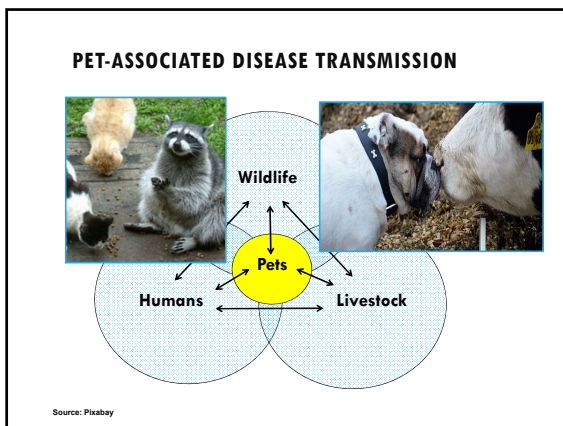 PET-ASSOCIATED DISEASE TRANSMISSION
Wildlife
Pets
Humans
Livestock
Source: Pixabay